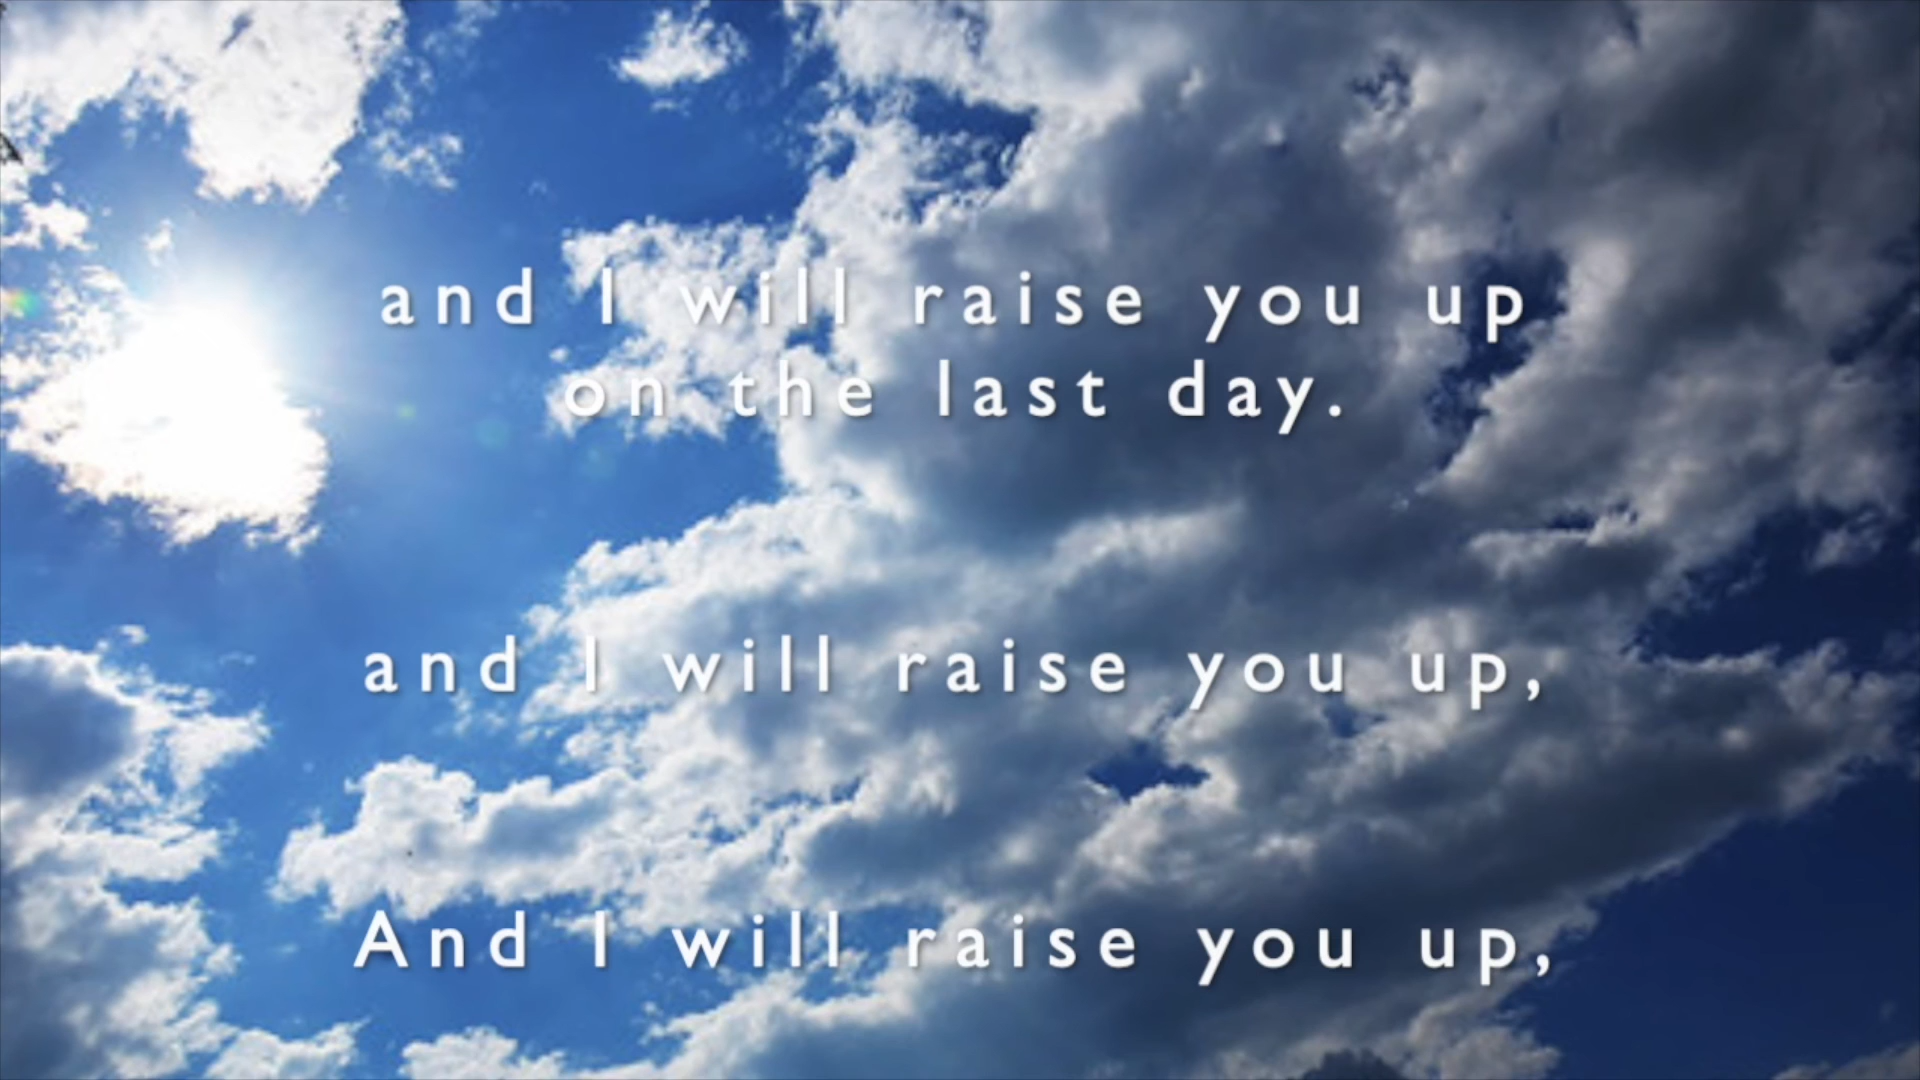 and I will raise you up
on the last day.
and I will raise you up,
And I will raise you up,